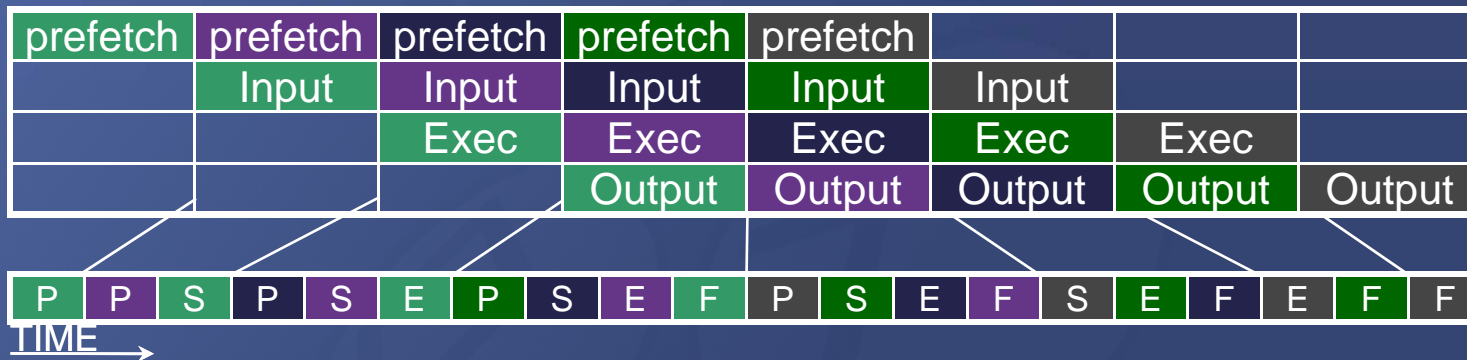 prefetch prefetch prefetch prefetch prefetch
Input Input Input Input Input
Exec Exec Exec Exec Exec
Output Output Output Output Output
P P S P S E P S E F P S E F S E F E F F
TIME